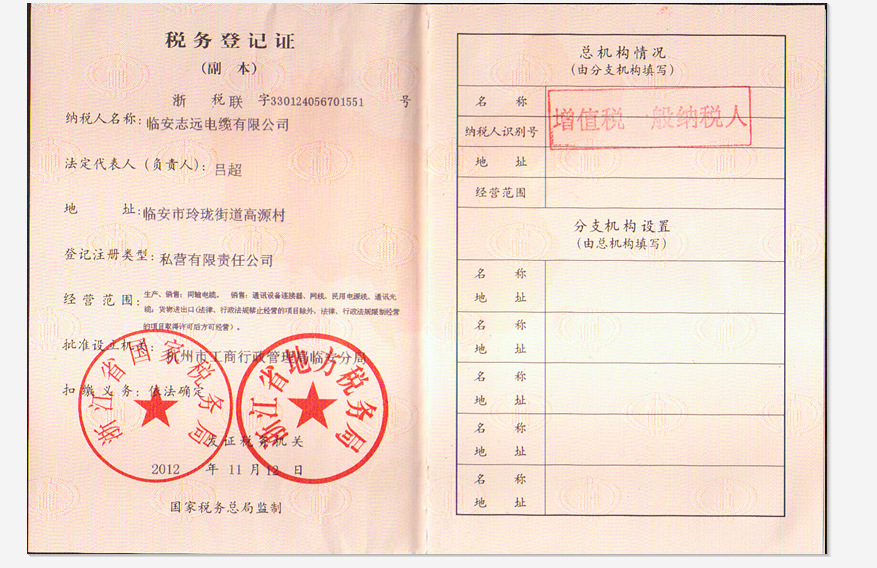 税务登记证
(副 本)
浙 税联 字330124056701551 号
纳税人名称:临安志远电缆有限公司
法定代表人(负责人):吕超
地 址:临安市玲珑街道高源村
登记注册类型:私营有限责任公司
经营范围:生产、销售:同轴电缆。 销售:通讯设备连接器、网线、民用电源线、通讯光
缆;货物进出口(法律、行政法规禁止经营的项目除外,法律、行政法规限制经营
的项目取得许可后方可经营)。
批准设立机关:杭州市工商行政管理局临安分局
扣缴义务:依法确定
浙江省国家税务局
浙江省地方税务局
发证税务机关
2012 年 11 月 12 日
国家税务总局监制
总机构情况
(由分支机构填写)
名 称
纳税人识别号
地 址
经营范围
增值税一般纳税人
分支机构设置
(由总机构填写)
名 称
地 址
名 称
地 址
名 称
地 址
名 称
地 址
名 称
地 址